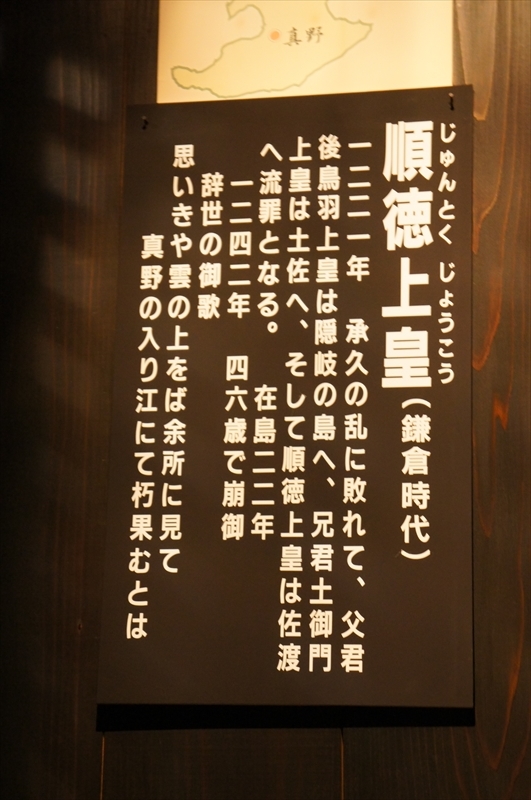 真野
じゅんとく じょうこう
順徳上皇(鎌倉時代)
一二二一年 承久の乱に敗れて、父君
後鳥羽上皇は隠岐の島へ、兄君土御門
上皇は土佐へ、そして順徳上皇は佐渡
へ流罪となる。 在島二二年
一二四二年 四六歳で崩御
辞世の御歌
思いきや雲の上をば余所に見て
真野の入り江にて朽果むとは